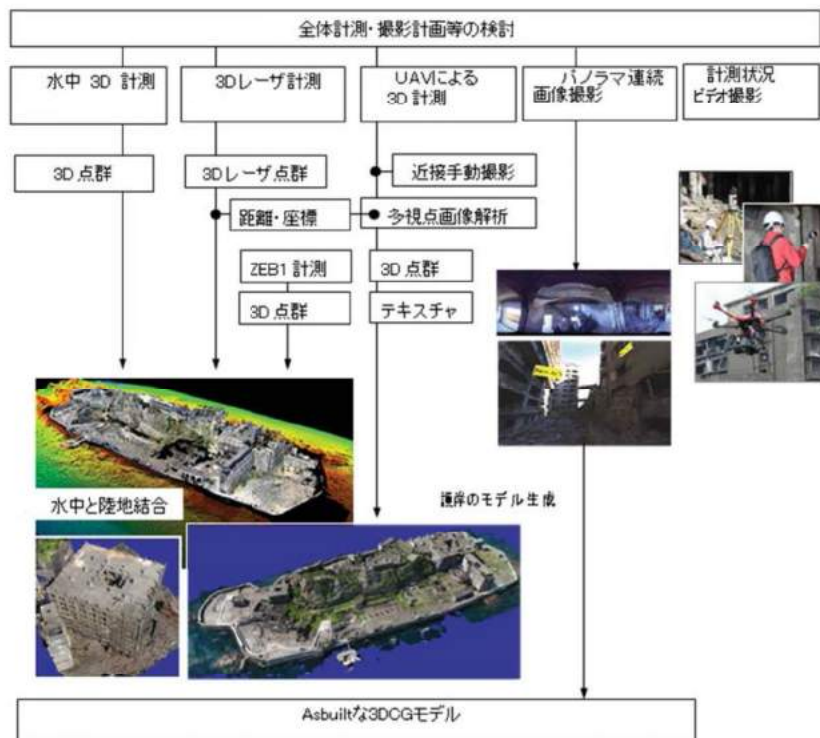 全体計測・撮影計画等の検討
水中 3D 計測
3Dレーザ計測
UAVによる
3D 計測
パノラマ連続
画像撮影
計測状況
ビデオ撮影
3D 点群
3Dレーザ点群
近接手動撮影
距離・座標
多視点画像解析
ZEB1 計測
3D 点群
3D 点群
テキスチャ
水中と陸地結合
護岸のモデル生成
Asbuiltな3DCGモデル